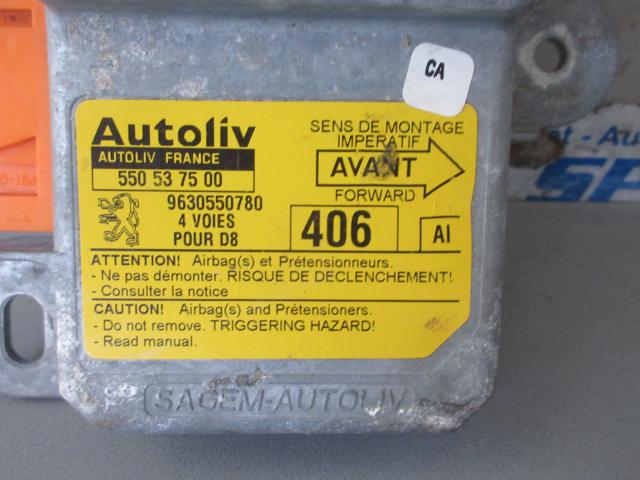 CA
Autoliv
AUTOLIV FRANCE
550 53 75 00
9630550780
4 VOIES
POUR D8
SENS DE MONTAGE
IMPERATIF
AVANT
FORWARD
406
AI
ATTENTION! Airbag(s) et Prétensionneurs.
- Ne pas démonter. RISQUE DE DECLENCHEMENT!
- Consulter la notice
CAUTION! Airbag(s) and Prétensioners.
- Do not remove. TRIGGERING HAZARD!
- Read manual.
SAGEM-AUTOLIV